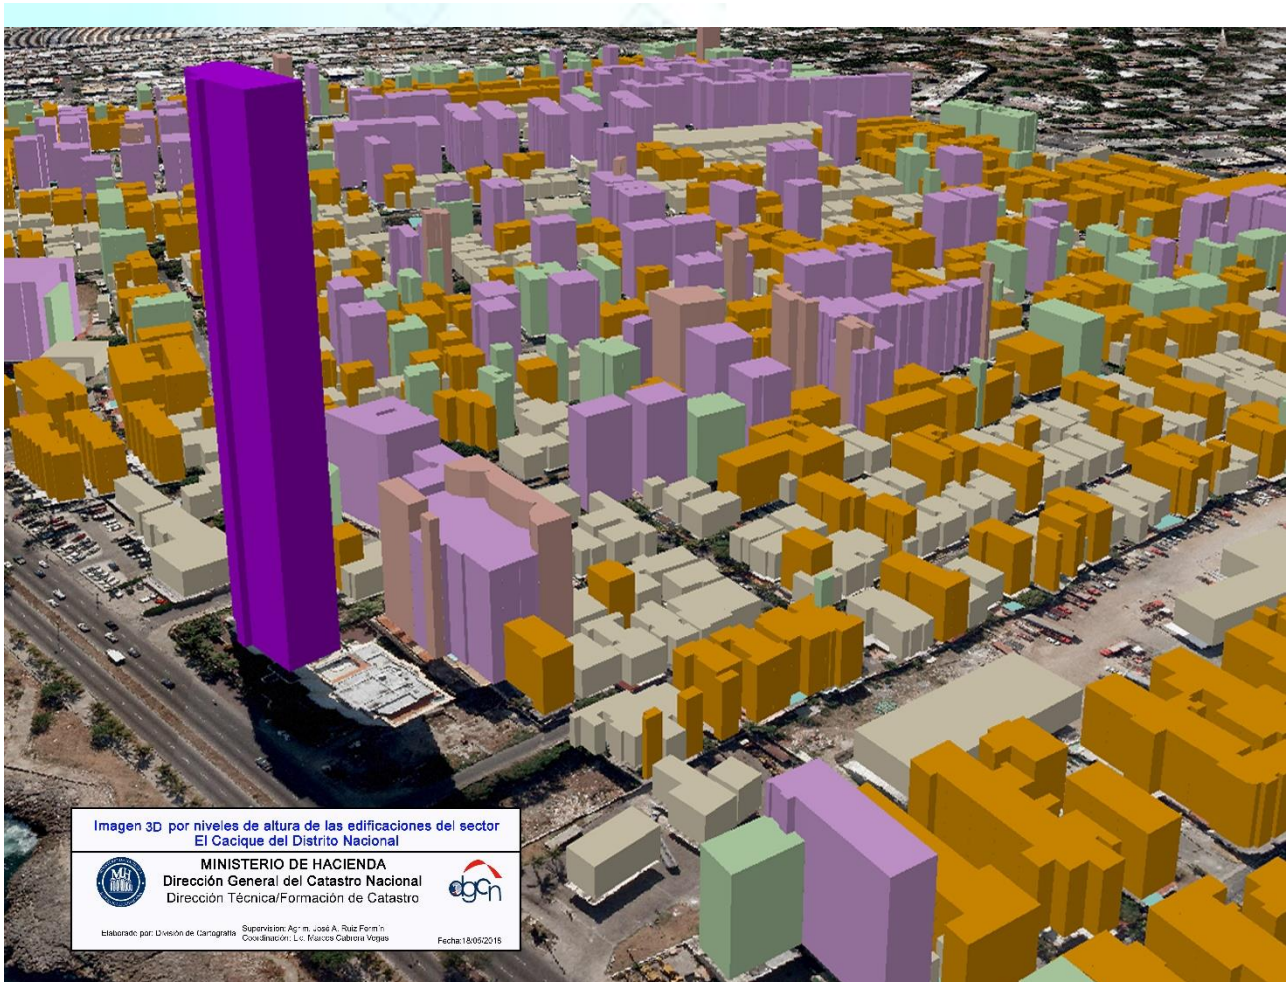 Imagen 3D por niveles de altura de las edificaciones del sector
El Cacique del Distrito Nacional
MINISTERIO DE HACIENDA
Dirección General del Catastro Nacional
Dirección Técnica/Formación de Catastro
MH
dgcn
Elaborado por: División de Cartografía
Supervisión: Agrim. José A. Ruiz Fermín
Coordinación: Lic. Marcos Cabrera Vegas
Fecha:18/05/2018